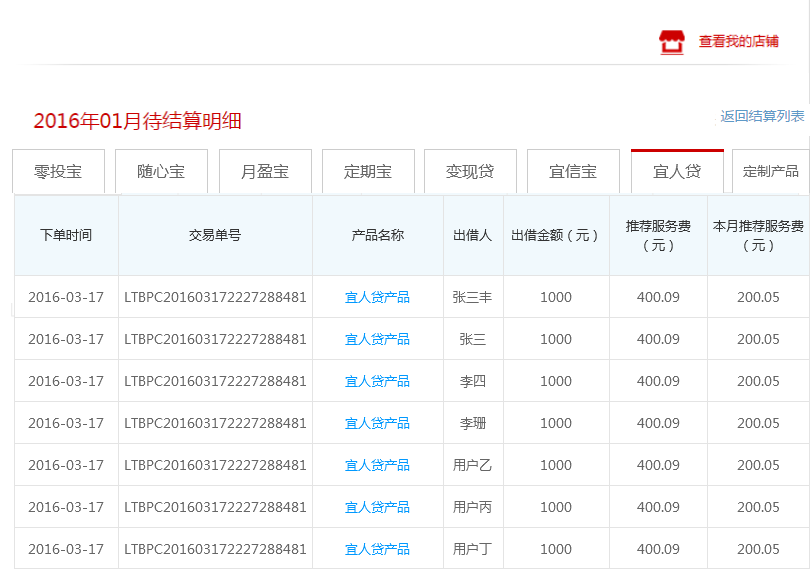 查看我的店铺
2016年01月待结算明细
返回结算列表
零投宝 随心宝 月盈宝 定期宝 变现贷 宜信宝 宜人贷 定制产品
下单时间 交易单号 产品名称 出借人 出借金额（元） 推荐服务费（元） 本月推荐服务费（元）
2016-03-17 LTBPC201603172227288481 宜人贷产品 张三丰 1000 400.09 200.05
2016-03-17 LTBPC201603172227288481 宜人贷产品 张三 1000 400.09 200.05
2016-03-17 LTBPC201603172227288481 宜人贷产品 李四 1000 400.09 200.05
2016-03-17 LTBPC201603172227288481 宜人贷产品 李珊 1000 400.09 200.05
2016-03-17 LTBPC201603172227288481 宜人贷产品 用户乙 1000 400.09 200.05
2016-03-17 LTBPC201603172227288481 宜人贷产品 用户丙 1000 400.09 200.05
2016-03-17 LTBPC201603172227288481 宜人贷产品 用户丁 1000 400.09 200.05